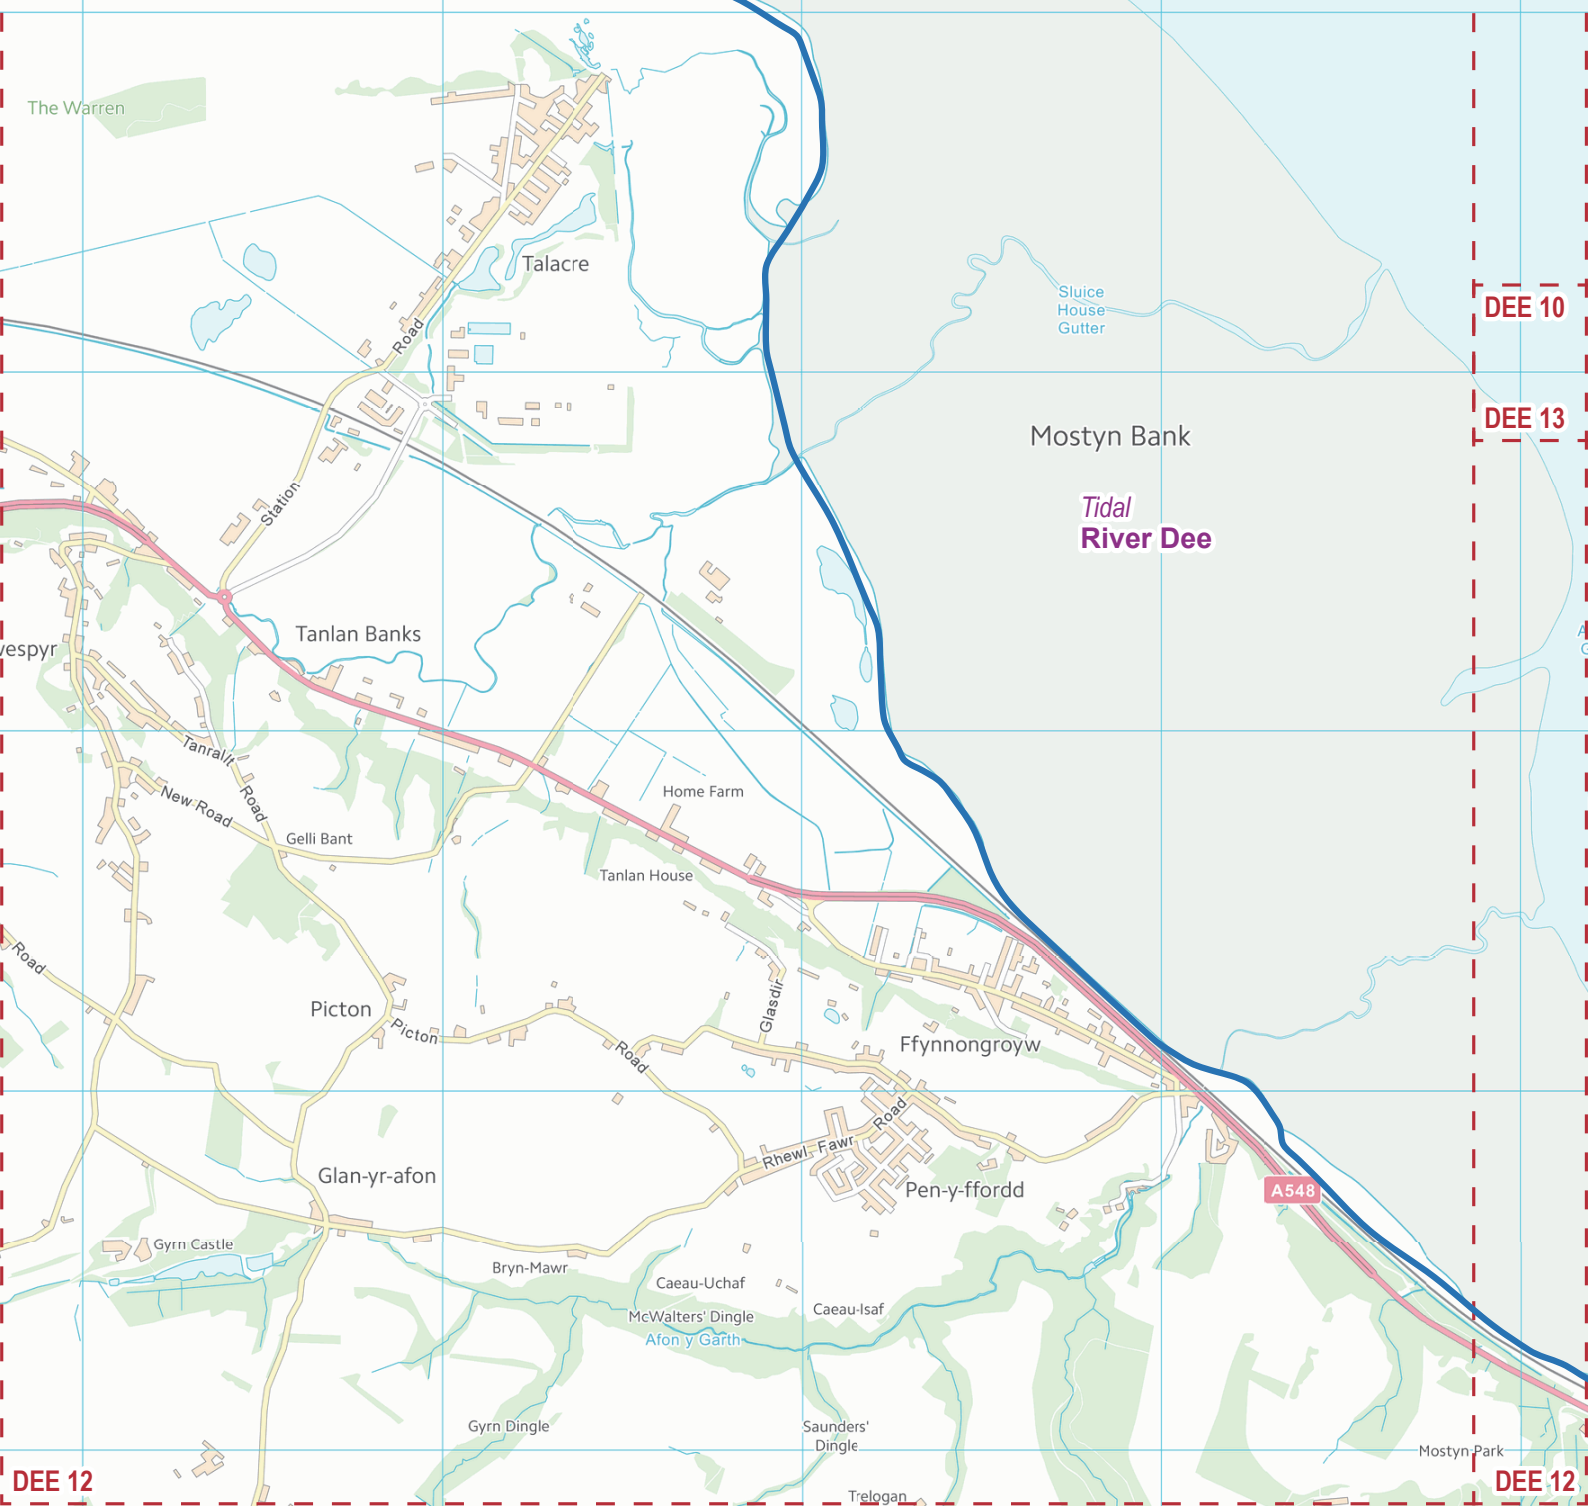 The Warren
Talacre
Sluice
House
Gutter
DEE 10
Road
DEE 13
Mostyn Bank
Station
Tidal
River Dee
Tanlan Banks
vespyr
Tanrallt
Road
New Road
Home Farm
Gelli Bant
Tanlan House
Road
Picton
Picton
Glasdir
Road
Ffynnongroyw
Road
Rhewl Fawr
Glan-yr-afon
Pen-y-ffordd
A548
Gyrn Castle
Bryn-Mawr
Caeau-Uchaf
McWalters' Dingle
Caeau-Isaf
Afon y Garth
Gyrn Dingle
Saunders'
Dingle
Mostyn Park
DEE 12
Trelogan
DEE 12